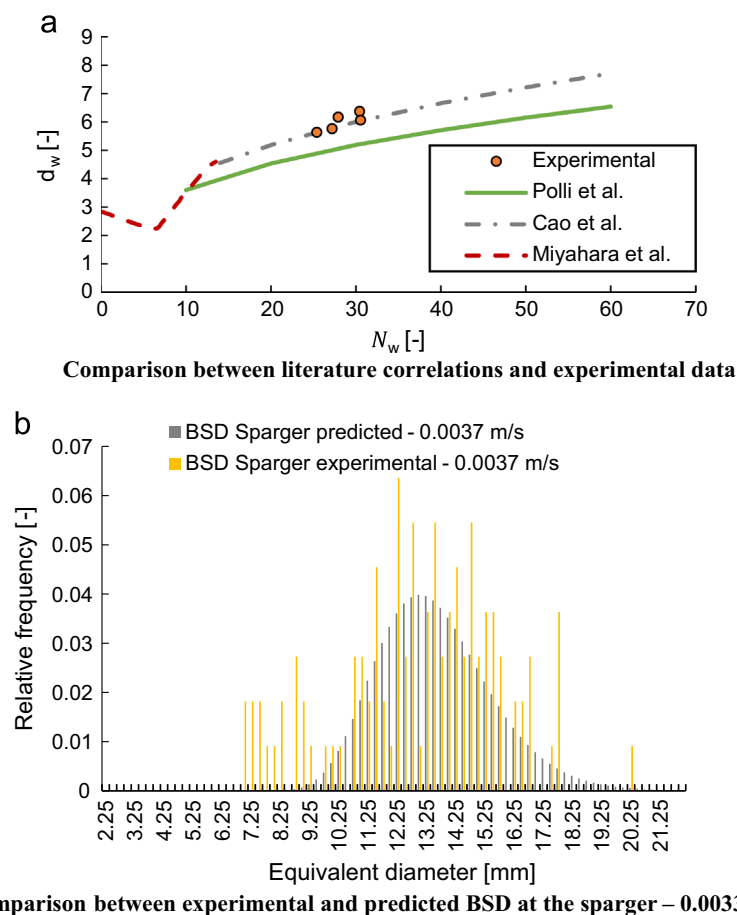 a
9
8
7
6
5
4
3
2
1
0
d_w [-]
Experimental
Polli et al.
Cao et al.
Miyahara et al.
0 10 20 30 40 50 60 70
N_w [-]
Comparison between literature correlations and experimental data
b
BSD Sparger predicted - 0.0037 m/s
BSD Sparger experimental - 0.0037 m/s
0.07
0.06
0.05
0.04
0.03
0.02
0.01
0
Relative frequency [-]
2.25 3.25 4.25 5.25 6.25 7.25 8.25 9.25 10.25 11.25 12.25 13.25 14.25 15.25 16.25 17.25 18.25 19.25 20.25 21.25
Equivalent diameter [mm]
mparison between experimental and predicted BSD at the sparger – 0.0033